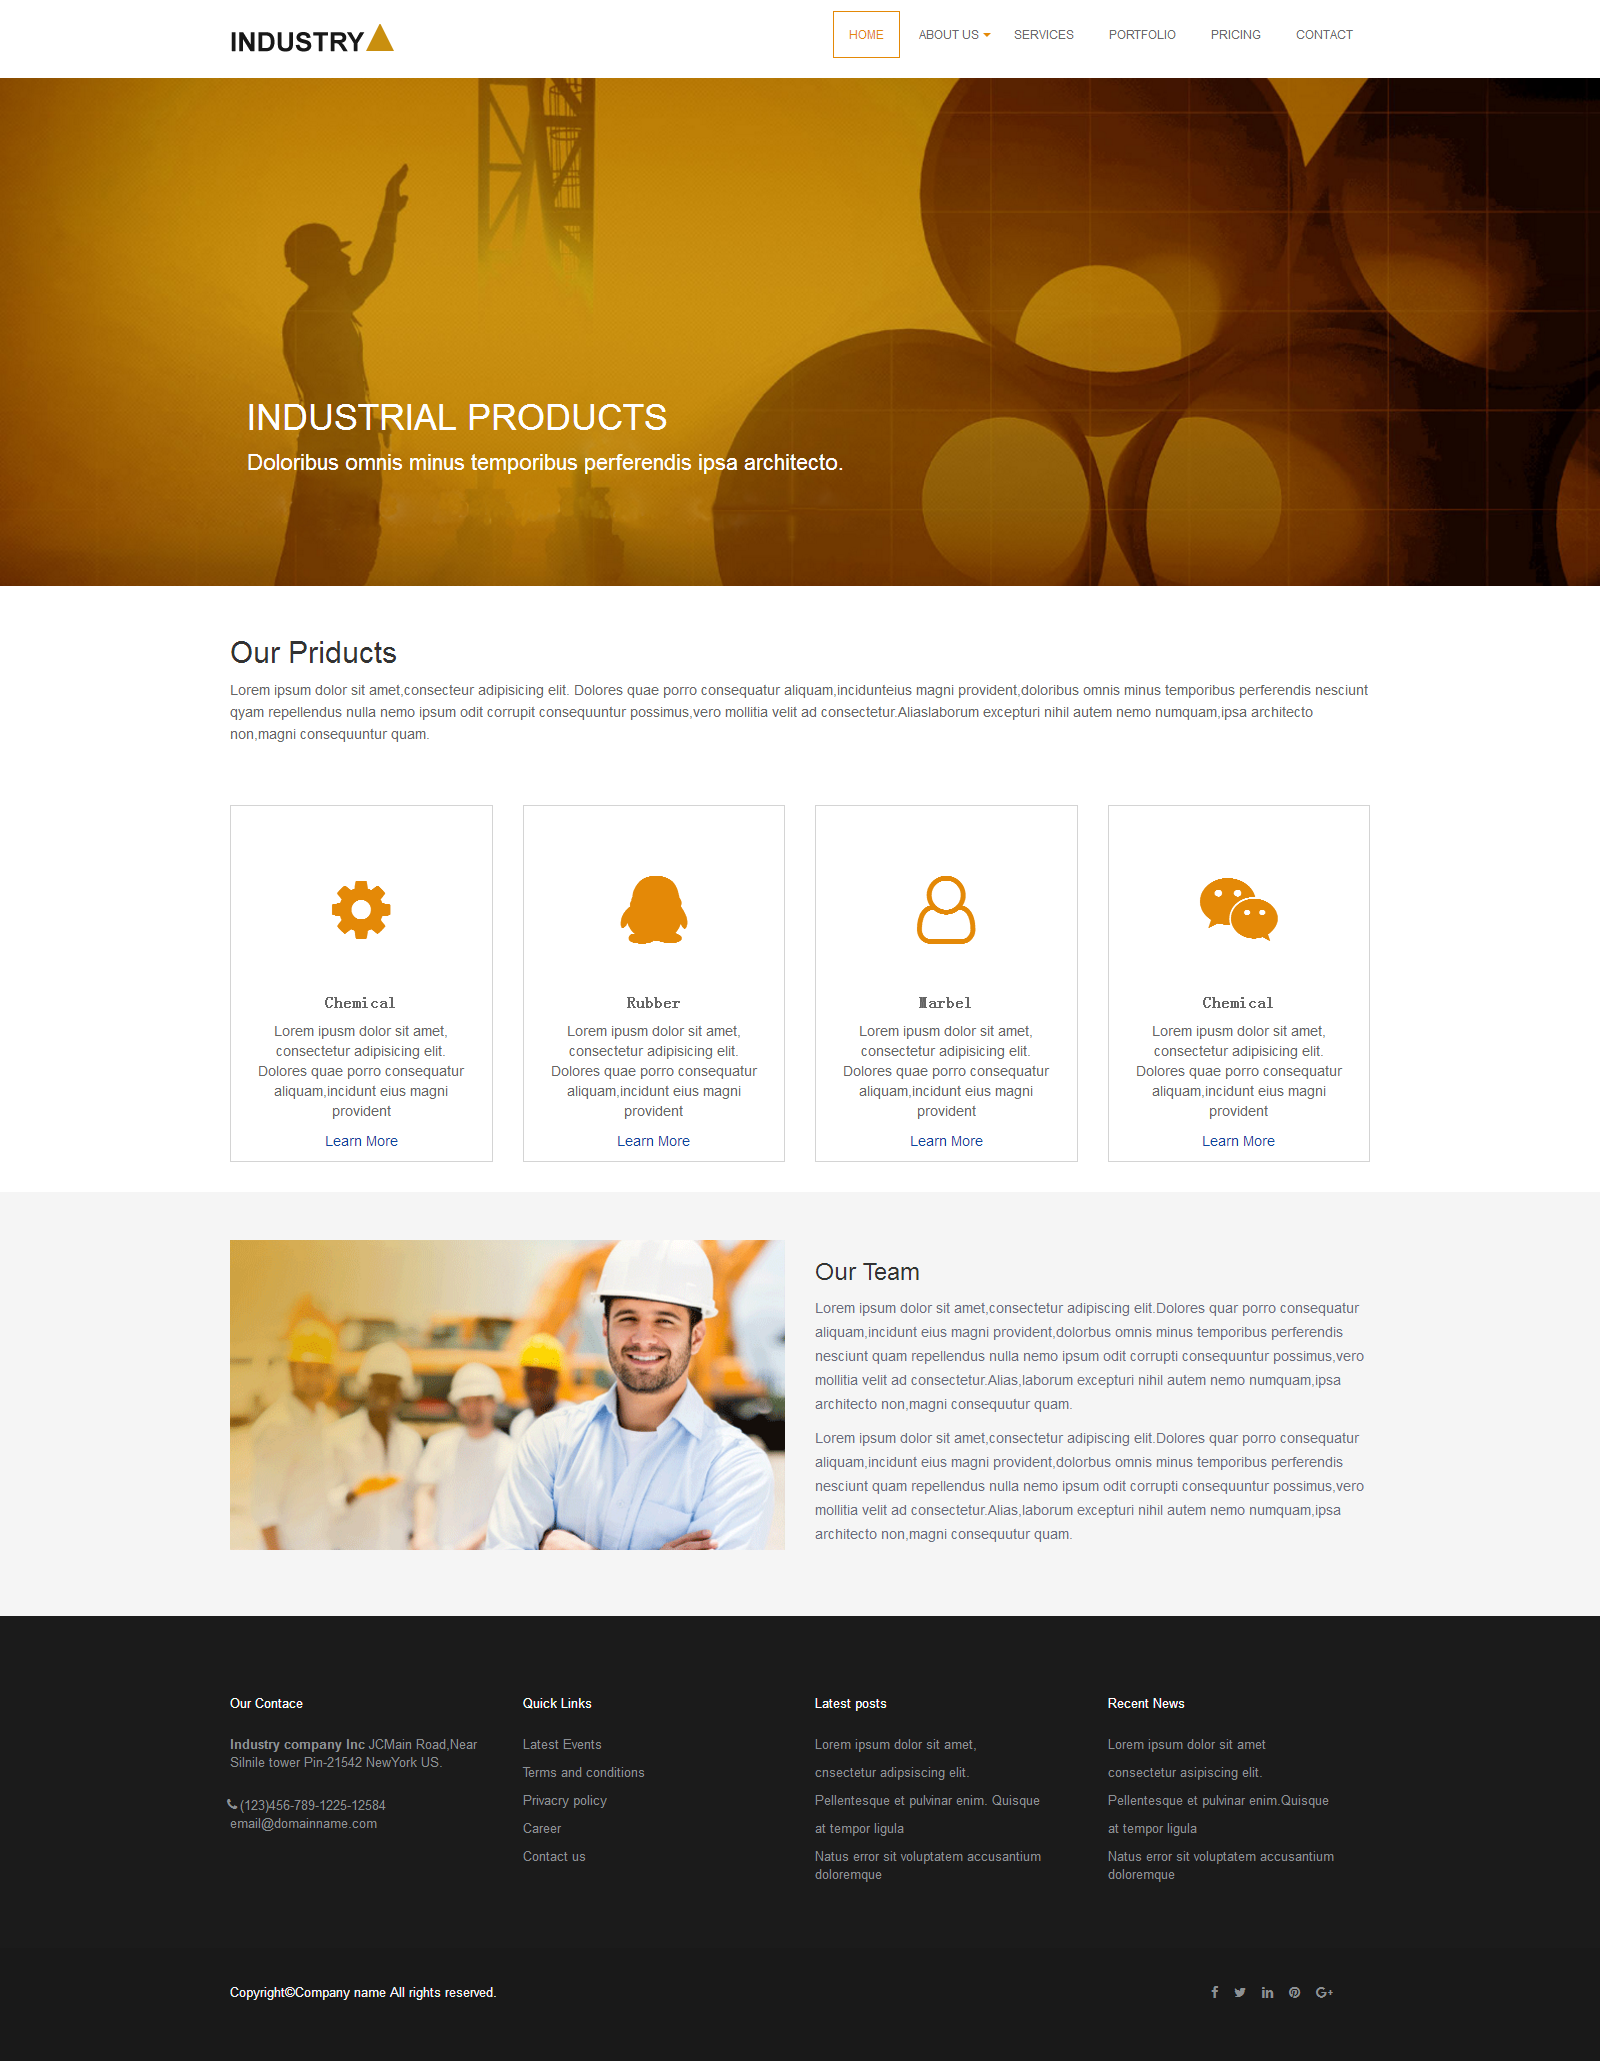 INDUSTRY
HOME ABOUT US SERVICES PORTFOLIO PRICING CONTACT
INDUSTRIAL PRODUCTS
Doloribus omnis minus temporibus perferendis ipsa architecto.
Our Priducts
Lorem ipsum dolor sit amet,consecteur adipisicing elit. Dolores quae porro consequatur aliquam,incidunteius magni provident,doloribus omnis minus temporibus perferendis nesciunt
qyam repellendus nulla nemo ipsum odit corrupit consequuntur possimus,vero mollitia velit ad consectetur.Aliaslaborum excepturi nihil autem nemo numquam,ipsa architecto
non,magni consequuntur quam.
Chemical
Lorem ipusm dolor sit amet,
consectetur adipisicing elit.
Dolores quae porro consequatur
aliquam,incidunt eius magni
provident
Learn More
Rubber
Lorem ipusm dolor sit amet,
consectetur adipisicing elit.
Dolores quae porro consequatur
aliquam,incidunt eius magni
provident
Learn More
Marbel
Lorem ipusm dolor sit amet,
consectetur adipisicing elit.
Dolores quae porro consequatur
aliquam,incidunt eius magni
provident
Learn More
Chemical
Lorem ipusm dolor sit amet,
consectetur adipisicing elit.
Dolores quae porro consequatur
aliquam,incidunt eius magni
provident
Learn More
Our Team
Lorem ipsum dolor sit amet,consectetur adipiscing elit.Dolores quar porro consequatur
aliquam,incidunt eius magni provident,dolorbus omnis minus temporibus perferendis
nesciunt quam repellendus nulla nemo ipsum odit corrupti consequuntur possimus,vero
mollitia velit ad consectetur.Alias,laborum excepturi nihil autem nemo numquam,ipsa
architecto non,magni consequutur quam.
Lorem ipsum dolor sit amet,consectetur adipiscing elit.Dolores quar porro consequatur
aliquam,incidunt eius magni provident,dolorbus omnis minus temporibus perferendis
nesciunt quam repellendus nulla nemo ipsum odit corrupti consequuntur possimus,vero
mollitia velit ad consectetur.Alias,laborum excepturi nihil autem nemo numquam,ipsa
architecto non,magni consequutur quam.
Our Contace
Industry company Inc JCMain Road,Near
Silnile tower Pin-21542 NewYork US.
(123)456-789-1225-12584
email@domainname.com
Quick Links
Latest Events
Terms and conditions
Privacry policy
Career
Contact us
Latest posts
Lorem ipsum dolor sit amet,
cnsectetur adipsiscing elit.
Pellentesque et pulvinar enim. Quisque
at tempor ligula
Natus error sit voluptatem accusantium
doloremque
Recent News
Lorem ipsum dolor sit amet
consectetur asipiscing elit.
Pellentesque et pulvinar enim.Quisque
at tempor ligula
Natus error sit voluptatem accusantium
doloremque
Copyright©Company name All rights reserved.